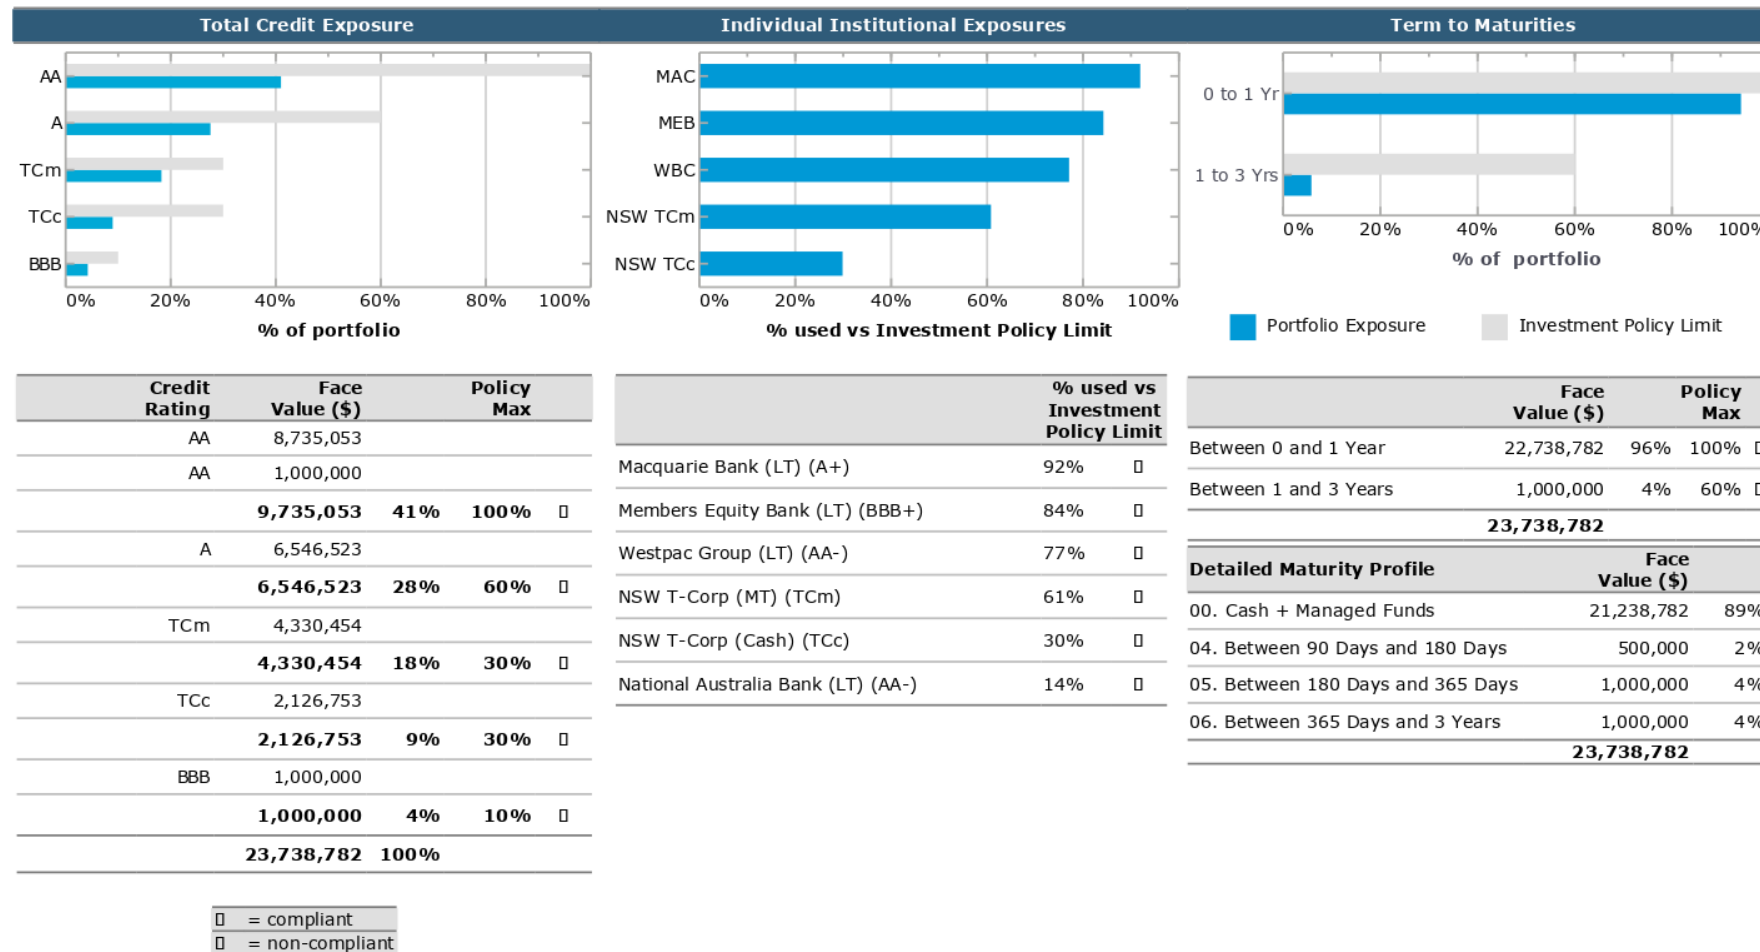 Total Credit Exposure
AA
A
TCm
TCc
BBB
0% 20% 40% 60% 80% 100%
% of portfolio
Individual Institutional Exposures
MAC
MEB
WBC
NSW TCm
NSW TCc
0% 20% 40% 60% 80% 100%
% used vs Investment Policy Limit
Term to Maturities
0 to 1 Yr
1 to 3 Yrs
0% 20% 40% 60% 80% 100%
% of portfolio
Portfolio Exposure Investment Policy Limit
Credit Rating Face Value ($) Policy Max
AA 8,735,053
AA 1,000,000
9,735,053 41% 100%
A 6,546,523
6,546,523 28% 60%
TCm 4,330,454
4,330,454 18% 30%
TCc 2,126,753
2,126,753 9% 30%
BBB 1,000,000
1,000,000 4% 10%
23,738,782 100%
= compliant
= non-compliant
% used vs
Investment
Policy Limit
Macquarie Bank (LT) (A+) 92%
Members Equity Bank (LT) (BBB+) 84%
Westpac Group (LT) (AA-) 77%
NSW T-Corp (MT) (TCm) 61%
NSW T-Corp (Cash) (TCc) 30%
National Australia Bank (LT) (AA-) 14%
Face Value ($) Policy Max
Between 0 and 1 Year 22,738,782 96% 100%
Between 1 and 3 Years 1,000,000 4% 60%
23,738,782
Detailed Maturity Profile Face Value ($)
00. Cash + Managed Funds 21,238,782 89%
04. Between 90 Days and 180 Days 500,000 2%
05. Between 180 Days and 365 Days 1,000,000 4%
06. Between 365 Days and 3 Years 1,000,000 4%
23,738,782